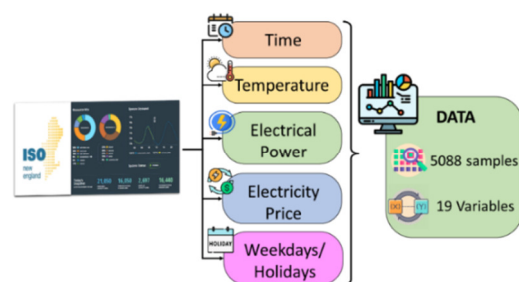 ISO
new
england
Time
Temperature
Electrical
Power
Electricity
Price
HOLIDAY
Weekdays/
Holidays
DATA
5088 samples
(X)
(Y)
19 Variables